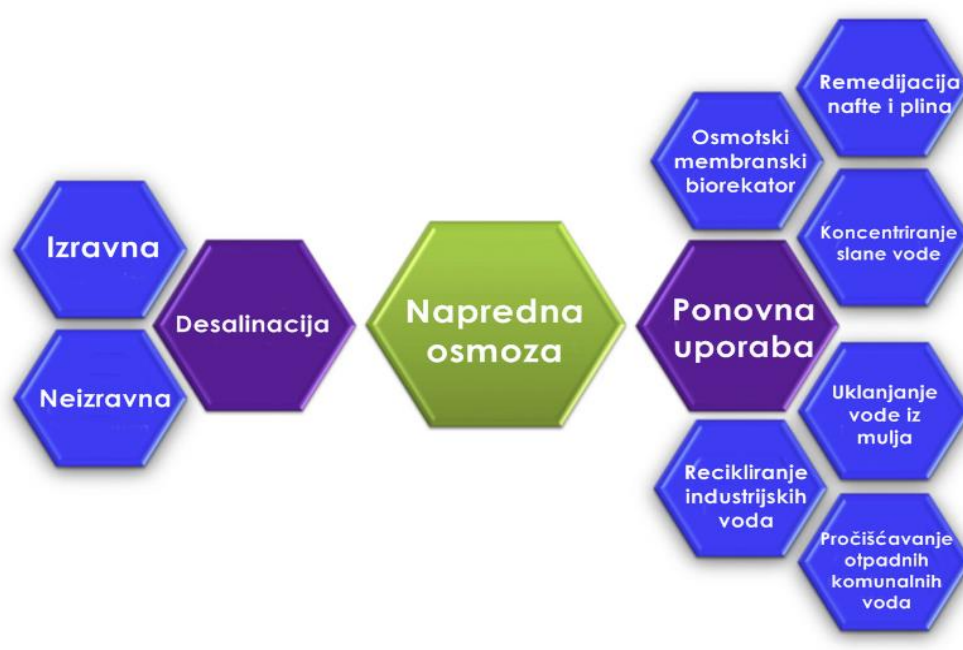 Izravna
Neizravna
Desalinacija
Napredna
osmoza
Ponovna
uporaba
Osmotski
membranski
biorekator
Remedijacija
nafte i plina
Koncentriranje
slane vode
Uklanjanje
vode iz
mulja
Recikliranje
industrijskih
voda
Pročišćavanje
otpadnih
komunalnih
voda